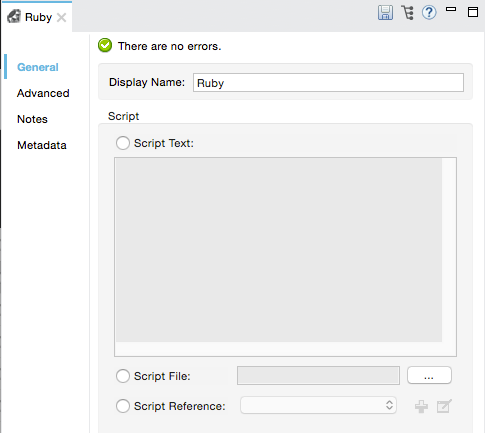 Ruby
There are no errors.
General
Advanced
Notes
Metadata
Display Name: Ruby
Script
Script Text:
Script File: ...
Script Reference: